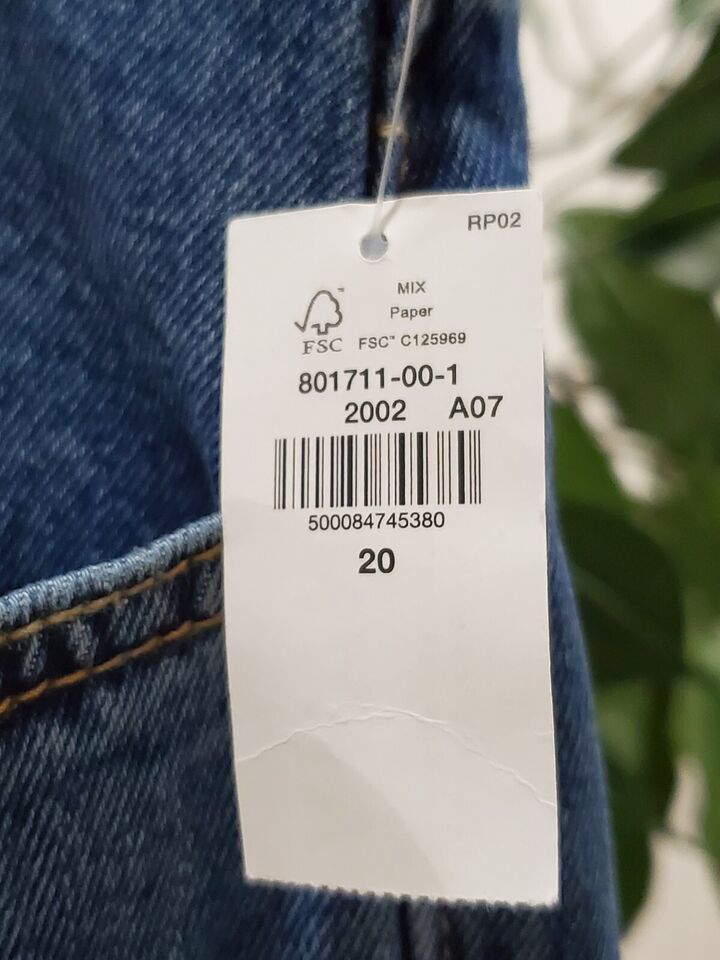 RP02
MIX
Paper
FSC™ C125969
FSC
801711-00-1
2002 A07
500084745380
20